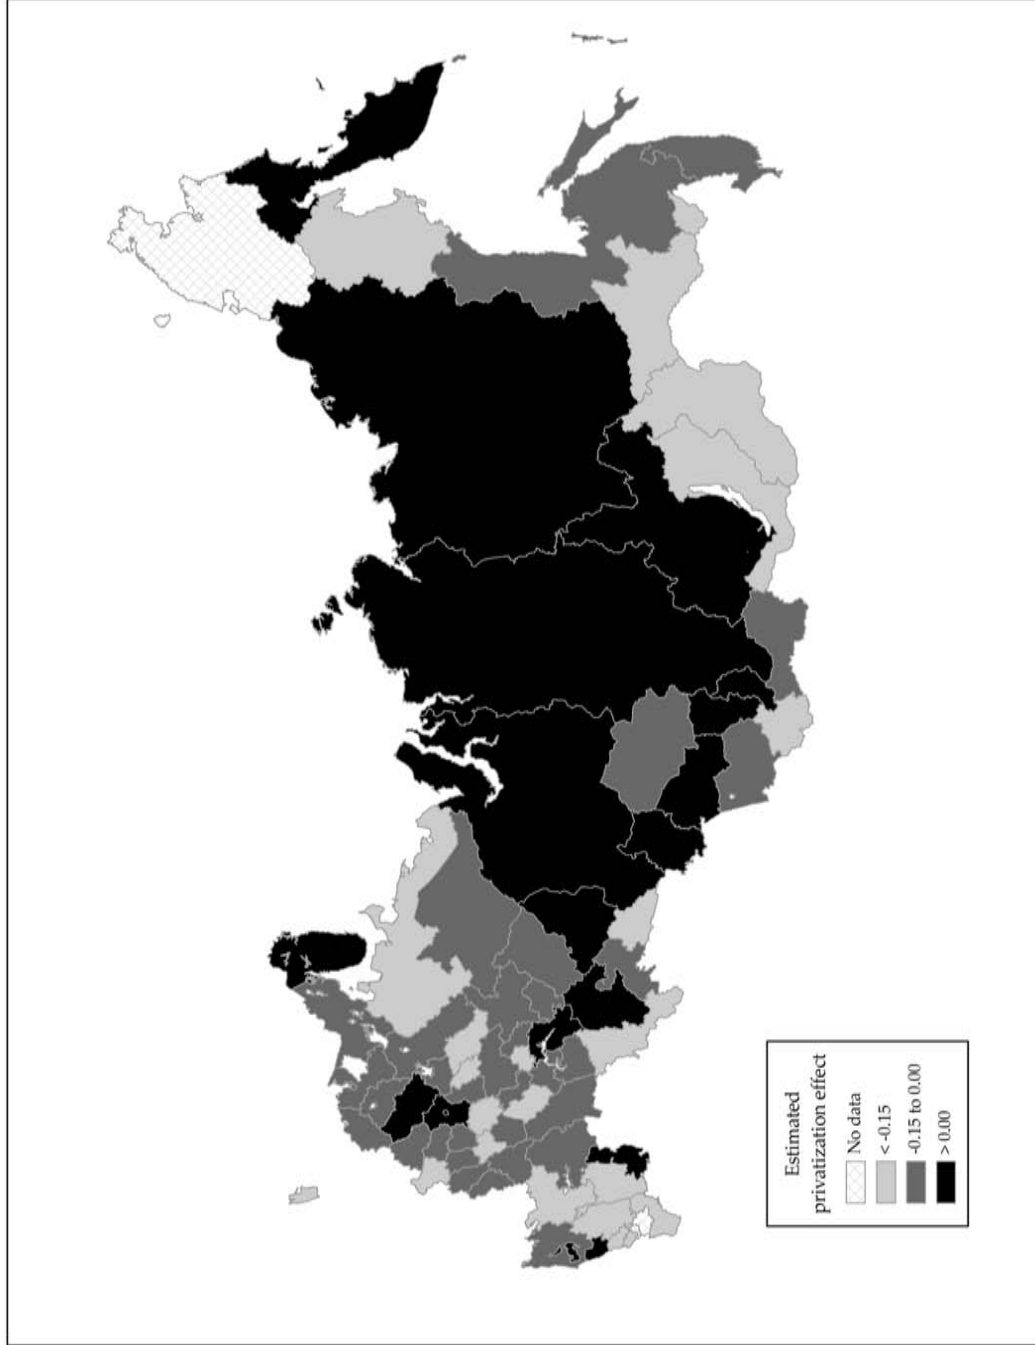 Estimated
privatization effect
No data
< -0.15
-0.15 to 0.00
> 0.00